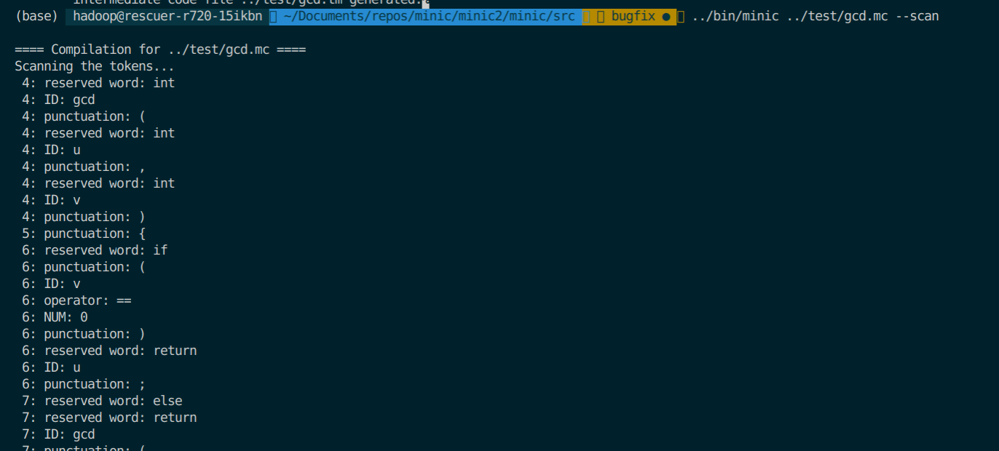 intermediate code file ../test/gcd.tm generated.
(base) hadoop@rescuer-r720-15ikbn ~/Documents/repos/minic/minic2/minic/src bugfix ● ../bin/minic ../test/gcd.mc --scan
==== Compilation for ../test/gcd.mc ====
Scanning the tokens...
4: reserved word: int
4: ID: gcd
4: punctuation: (
4: reserved word: int
4: ID: u
4: punctuation: ,
4: reserved word: int
4: ID: v
4: punctuation: )
5: punctuation: {
6: reserved word: if
6: punctuation: (
6: ID: v
6: operator: ==
6: NUM: 0
6: punctuation: )
6: reserved word: return
6: ID: u
6: punctuation: ;
7: reserved word: else
7: reserved word: return
7: ID: gcd
7: punctuation: (